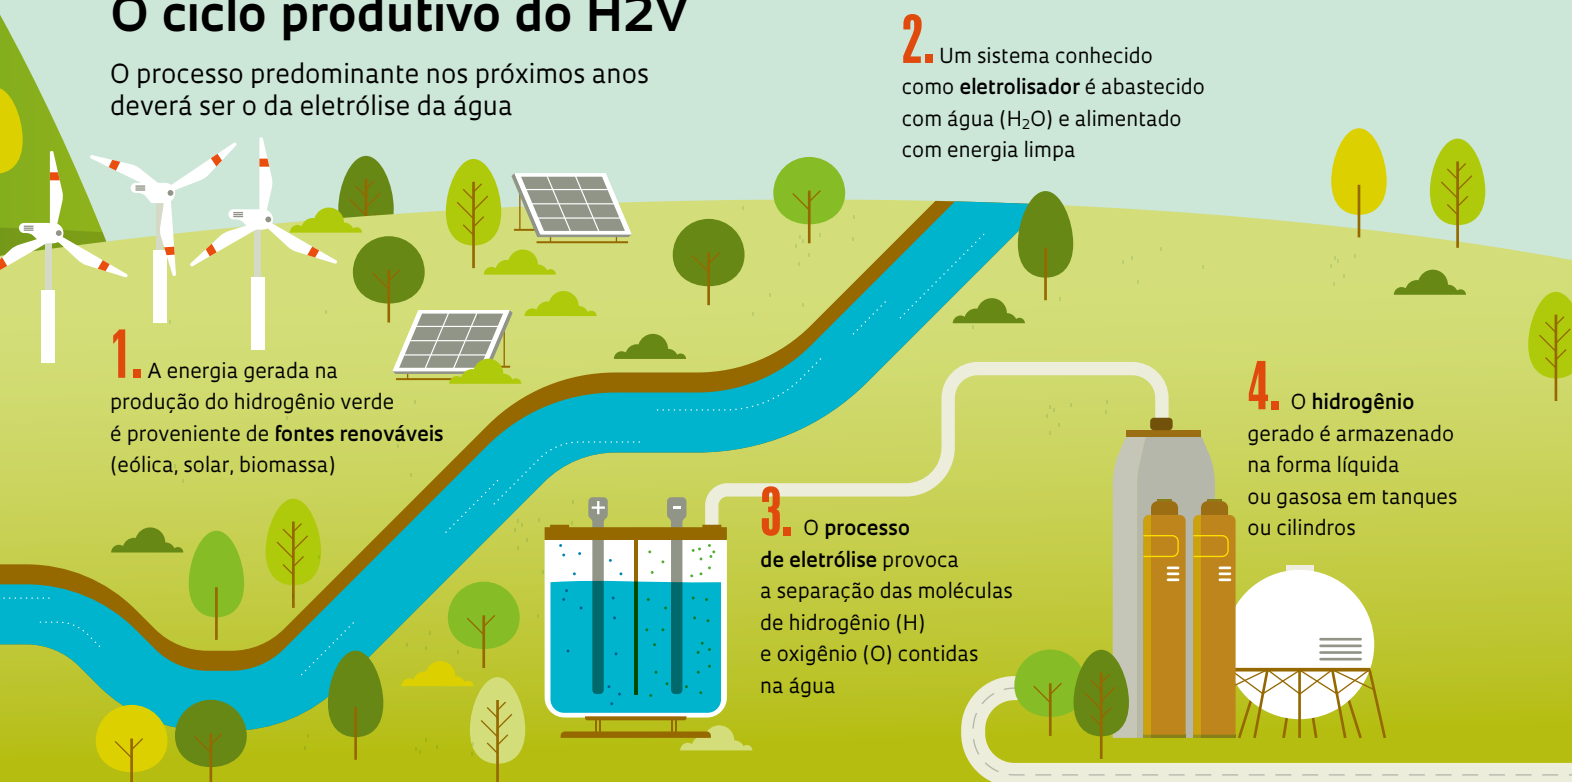 O ciclo produtivo do H2V
O processo predominante nos próximos anos
deverá ser o da eletrólise da água
1. A energia gerada na
produção do hidrogênio verde
é proveniente de fontes renováveis
(eólica, solar, biomassa)
2. Um sistema conhecido
como eletrolisador é abastecido
com água (H₂O) e alimentado
com energia limpa
+ -
3. O processo
de eletrólise provoca
a separação das moléculas
de hidrogênio (H)
e oxigênio (O) contidas
na água
4. O hidrogênio
gerado é armazenado
na forma líquida
ou gasosa em tanques
ou cilindros